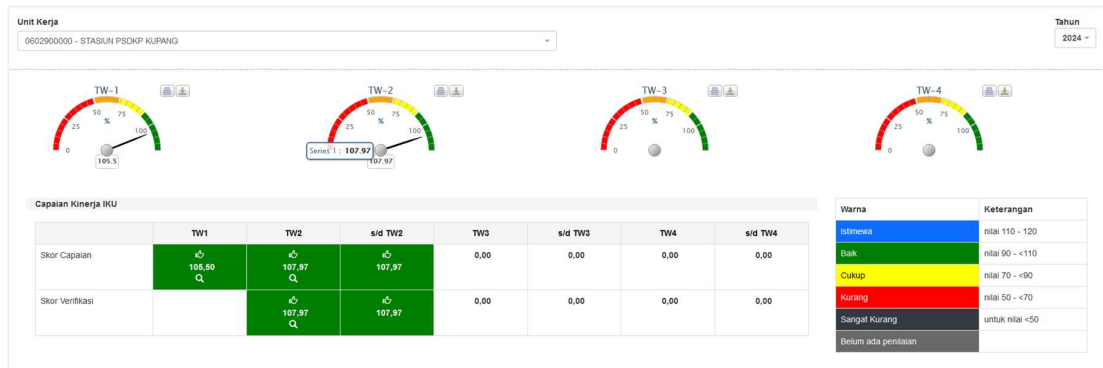 Unit Kerja
Tahun
0602900000 - STASIUN PSDKP KUPANG
2024
TW-1
0
25
50
75
100
%
105.5
TW-2
25
50
75
100
%
Series 1 : 107.97
107.97
TW-3
0
25
50
75
100
%
TW-4
0
25
50
75
100
%
Capaian Kinerja IKU
TW1 TW2 s/d TW2 TW3 s/d TW3 TW4 s/d TW4
Skor Capaian 105,50 107,97 107,97 0,00 0,00 0,00 0,00
Skor Verifikasi 107,97 107,97 0,00 0,00 0,00 0,00
Warna Keterangan
Istimewa nilai 110 - 120
Baik nilai 90 - <110
Cukup nilai 70 - <90
Kurang nilai 50 - <70
Sangat Kurang untuk nilai <50
Belum ada penilaian